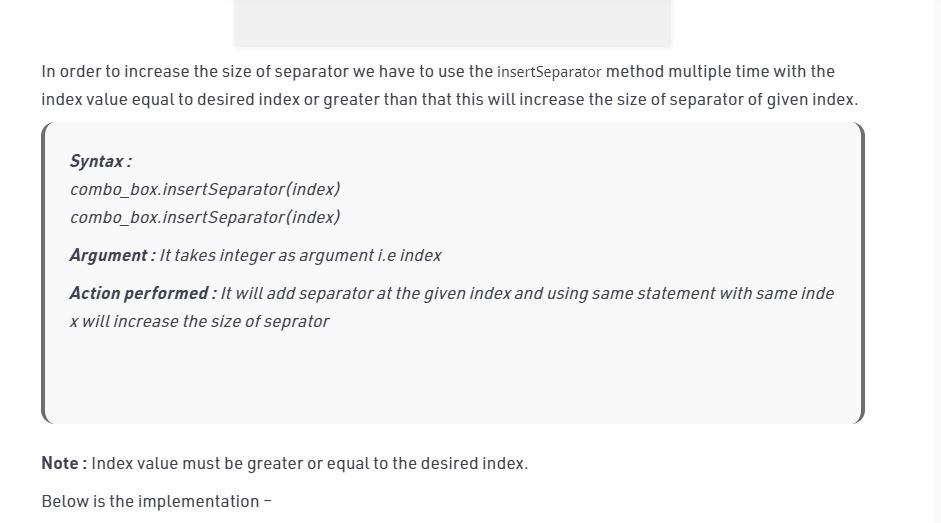 In order to increase the size of separator we have to use the insertSeparator method multiple time with the
index value equal to desired index or greater than that this will increase the size of separator of given index.
Syntax :
combo_box.insertSeparator(index)
combo_box.insertSeparator(index)
Argument : It takes integer as argument i.e index
Action performed : It will add separator at the given index and using same statement with same inde
x will increase the size of seprator
Note : Index value must be greater or equal to the desired index.
Below is the implementation –